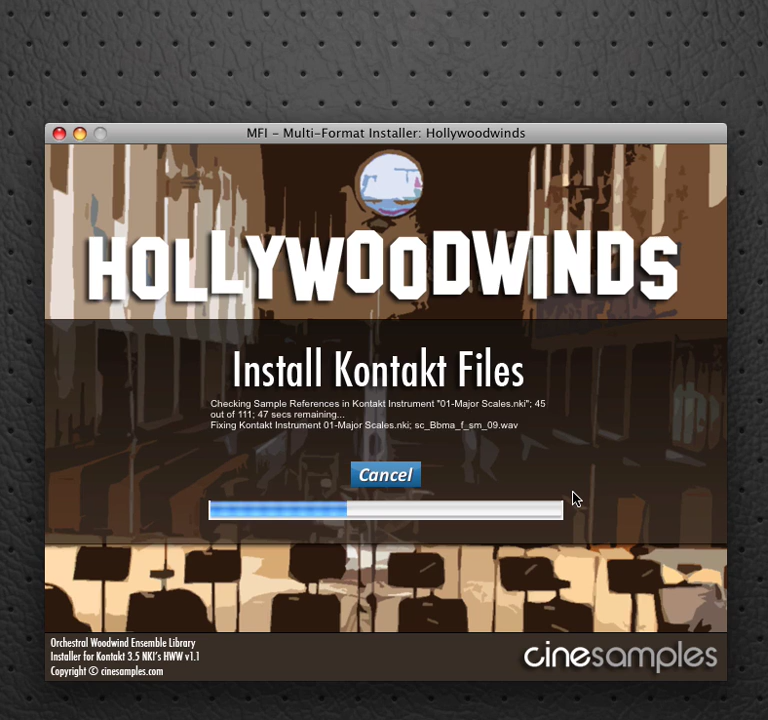 MFI – Multi-Format Installer: Hollywoodwinds
HOLLYWOODWINDS
Install Kontakt Files
Checking Sample References in Kontakt Instrument "01-Major Scales.nki"; 45
out of 111; 47 secs remaining...
Fixing Kontakt Instrument 01-Major Scales.nki; sc_Bbma_f_sm_09.wav
Cancel
Orchestral Woodwind Ensemble Library
Installer for Kontakt 3.5 NKI's HWW v1.1
Copyright © cinesamples.com
cinesamples